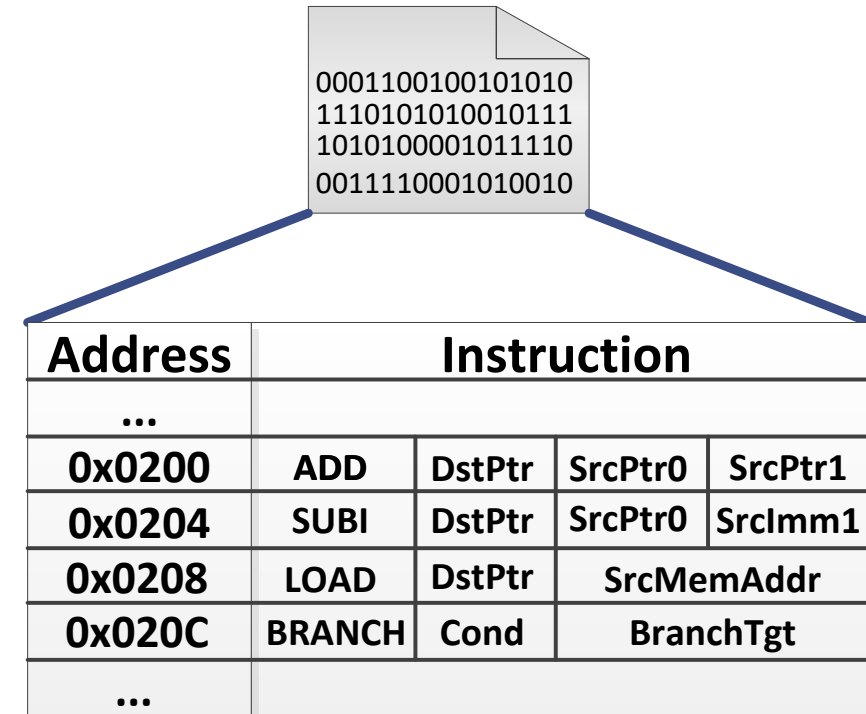 0001100100101010
1110101010010111
1010100001011110
0011110001010010
Address Instruction
...
0x0200 ADD DstPtr SrcPtr0 SrcPtr1
0x0204 SUBI DstPtr SrcPtr0 SrcImm1
0x0208 LOAD DstPtr SrcMemAddr
0x020C BRANCH Cond BranchTgt
...